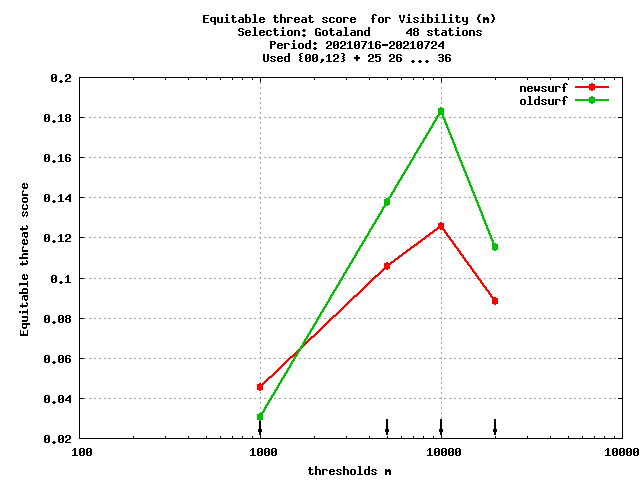 Equitable threat score  for Visibility (m)
Selection: Gotaland     48 stations
Period: 20210716-20210724
Used {00,12} + 25 26 ... 36
newsurf
oldsurf
0.2
0.18
0.16
0.14
0.12
0.1
0.08
0.06
0.04
0.02
Equitable threat score
100 1000 10000 10000
thresholds m